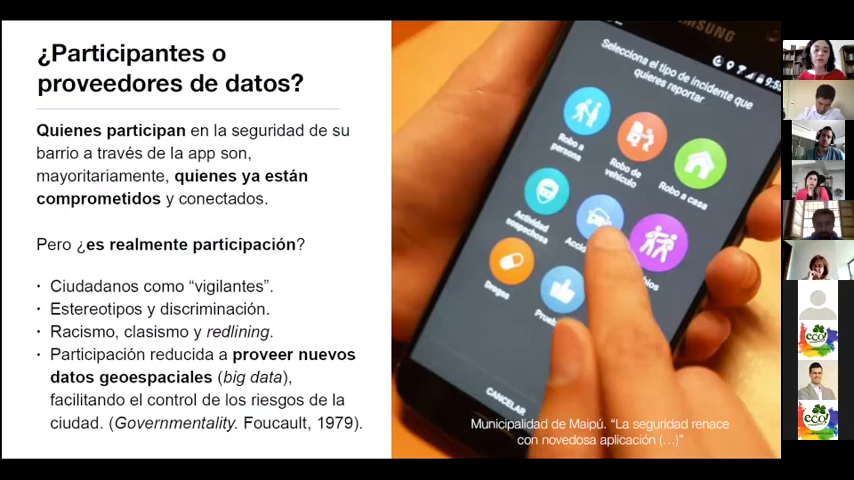 ¿Participantes o
proveedores de datos?
Quienes participan en la seguridad de su
barrio a través de la app son,
mayoritariamente, quienes ya están
comprometidos y conectados.
Pero ¿es realmente participación?
· Ciudadanos como “vigilantes”.
· Estereotipos y discriminación.
· Racismo, clasismo y redlining.
· Participación reducida a proveer nuevos
datos geoespaciales (big data),
facilitando el control de los riesgos de la
ciudad. (Governmentality. Foucault, 1979).
SAMSUNG
Selecciona el tipo de incidente que
quieres reportar
Robo a
persona
Robo de
vehículo
Robo a casa
Actividad
sospechosa
Drogas
CANCELAR
Municipalidad de Maipú. “La seguridad renace
con novedosa aplicación (...)”
eco!
eco!